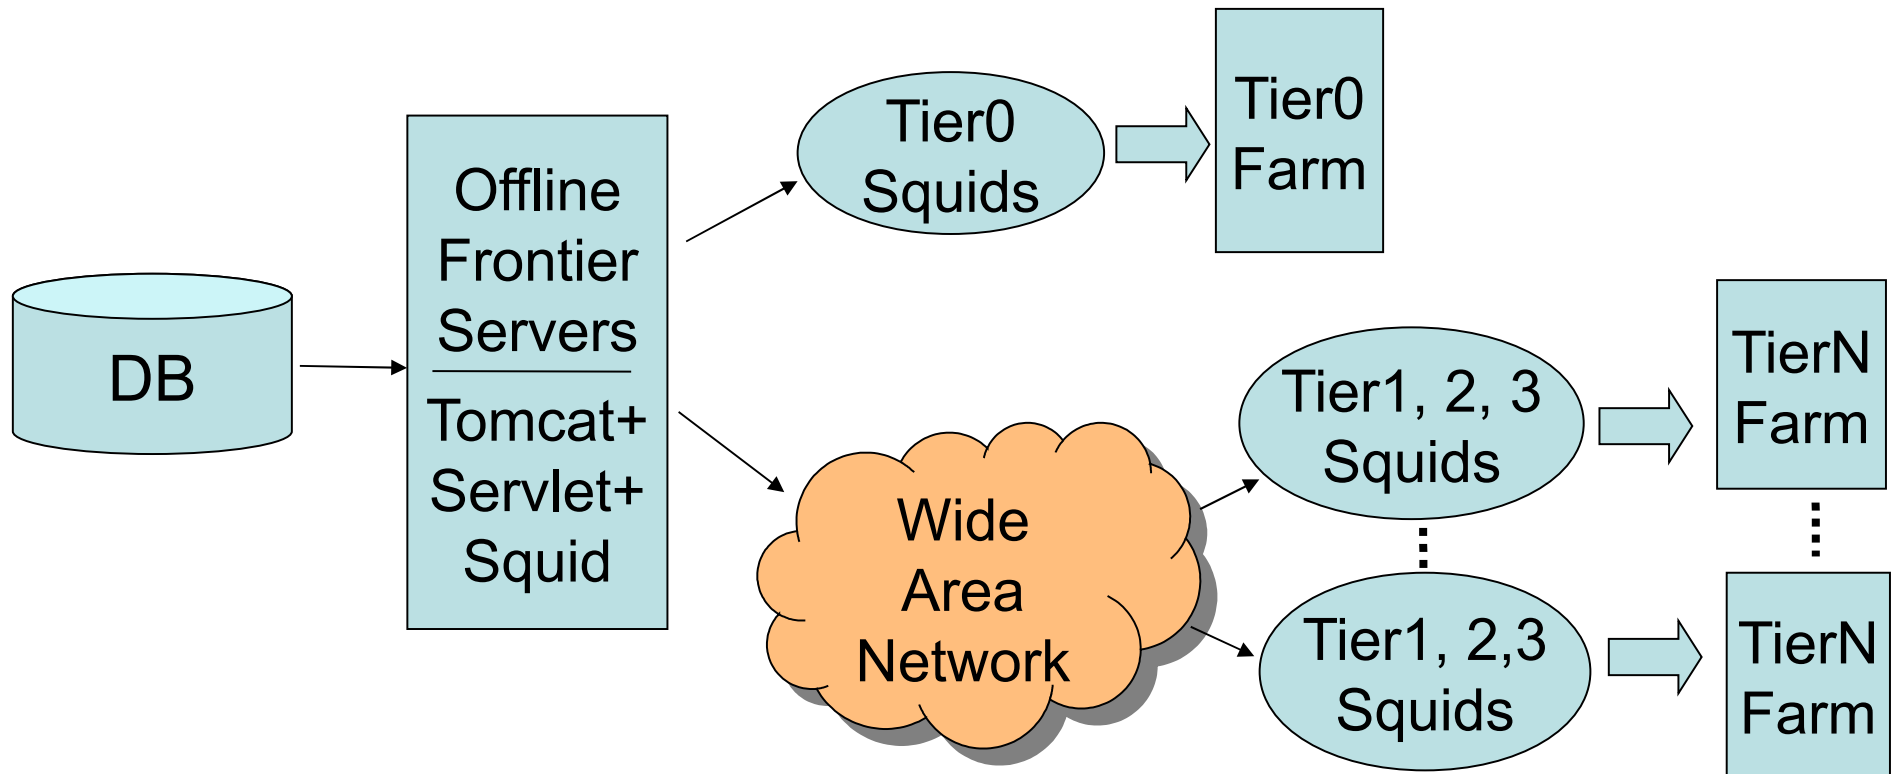 DB
Offline
Frontier
Servers
Tomcat+
Servlet+
Squid
Tier0
Squids
Tier0
Farm
Wide
Area
Network
Tier1, 2, 3
Squids
TierN
Farm
Tier1, 2,3
Squids
TierN
Farm